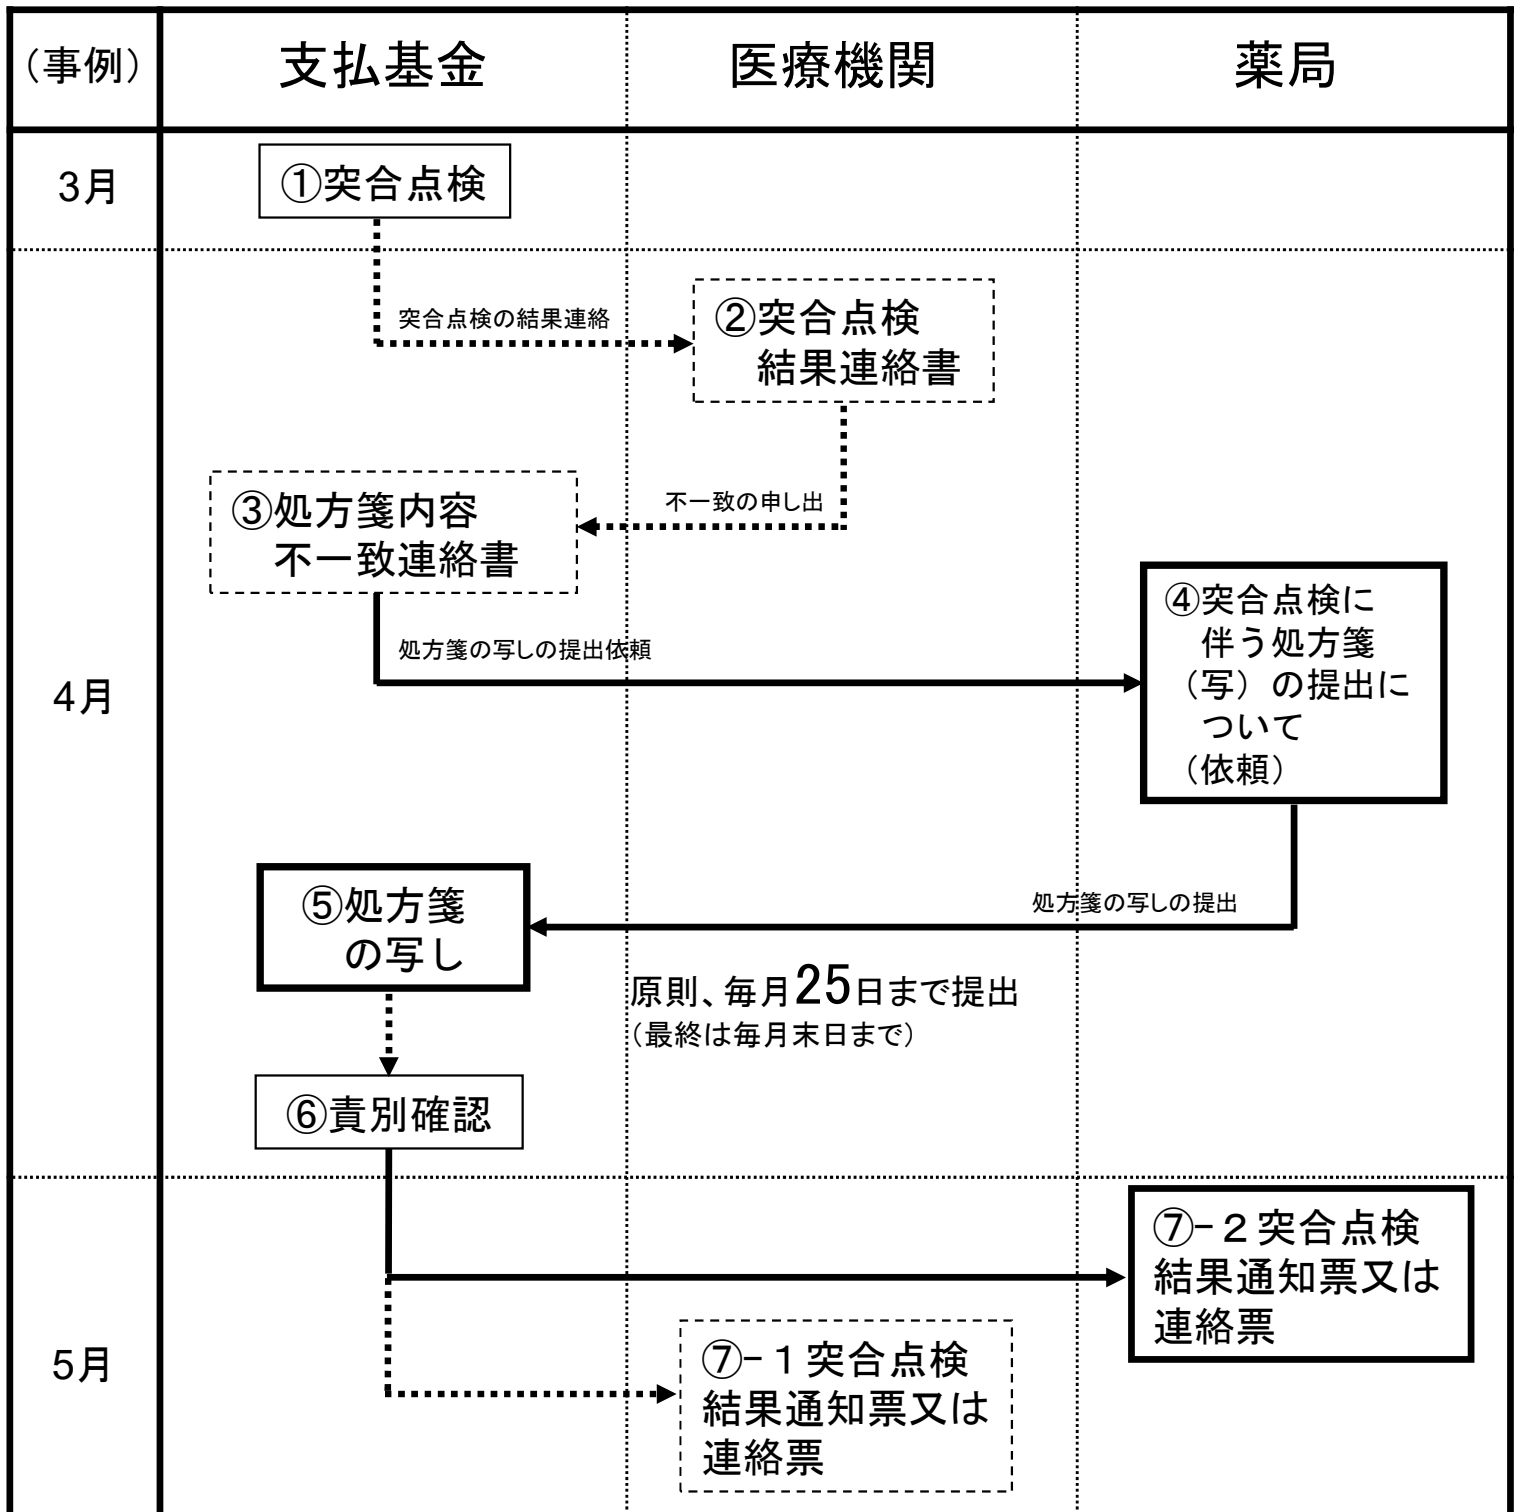 （事例）
支払基金
医療機関
薬局
3月
①突合点検
4月
突合点検の結果連絡
②突合点検
結果連絡書
不一致の申し出
③処方箋内容
不一致連絡書
処方箋の写しの提出依頼
④突合点検に
伴う処方箋
（写）の提出に
ついて
（依頼）
処方箋の写しの提出
⑤処方箋
の写し
原則、毎月25日まで提出
（最終は毎月末日まで）
⑥責別確認
5月
⑦-２突合点検
結果通知票又は
連絡票
⑦-１突合点検
結果通知票又は
連絡票